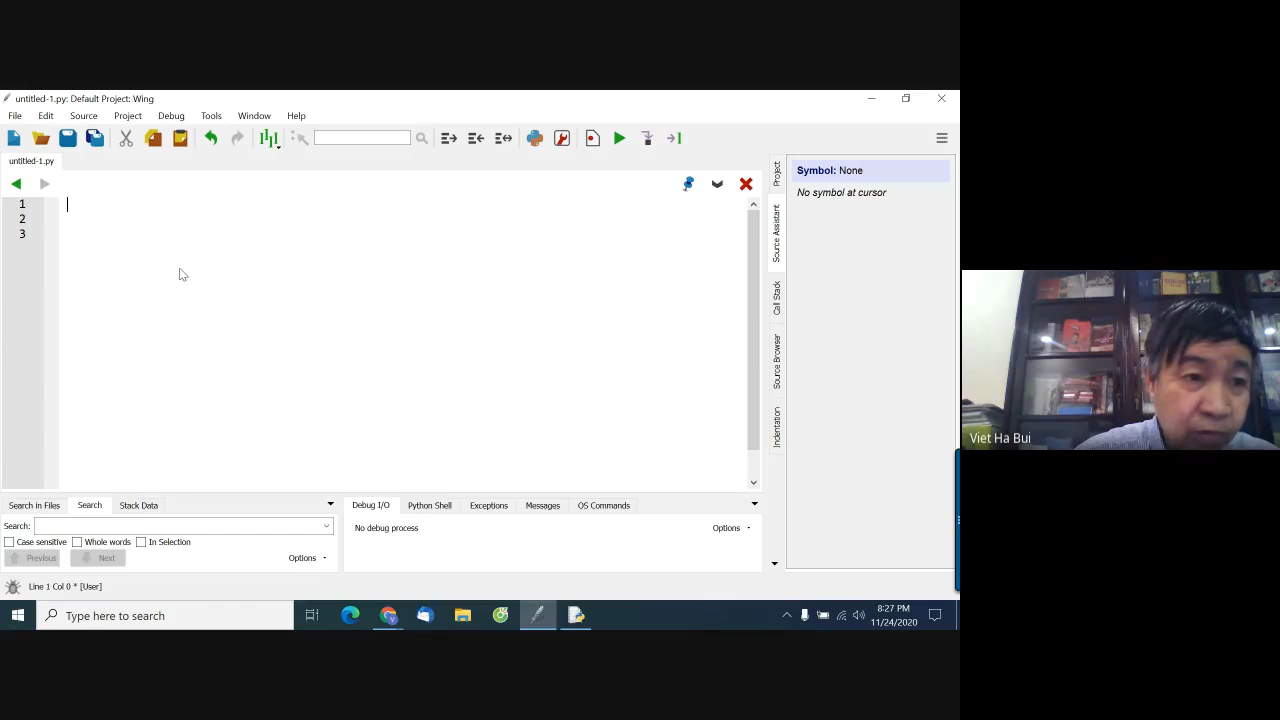 untitled-1.py: Default Project: Wing
File Edit Source Project Debug Tools Window Help
untitled-1.py
1
2
3
Project
Source Assistant
Call Stack
Source Browser
Indentation
Symbol: None
No symbol at cursor
Viet Ha Bui
Search in Files Search Stack Data
Search:
Case sensitive Whole words In Selection
Previous Next Options
Debug I/O Python Shell Exceptions Messages OS Commands
No debug process Options
Line 1 Col 0 * [User]
Type here to search
8:27 PM
11/24/2020